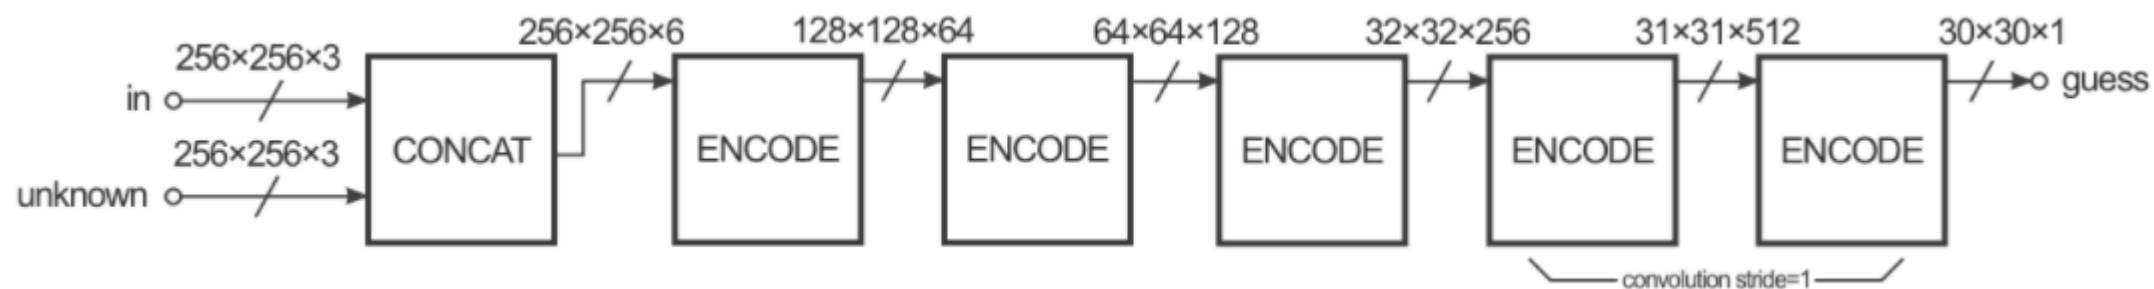 256×256×3
in
256×256×3
unknown
CONCAT
256×256×6
ENCODE
128×128×64
ENCODE
64×64×128
ENCODE
32×32×256
ENCODE
31×31×512
ENCODE
30×30×1
guess
convolution stride=1